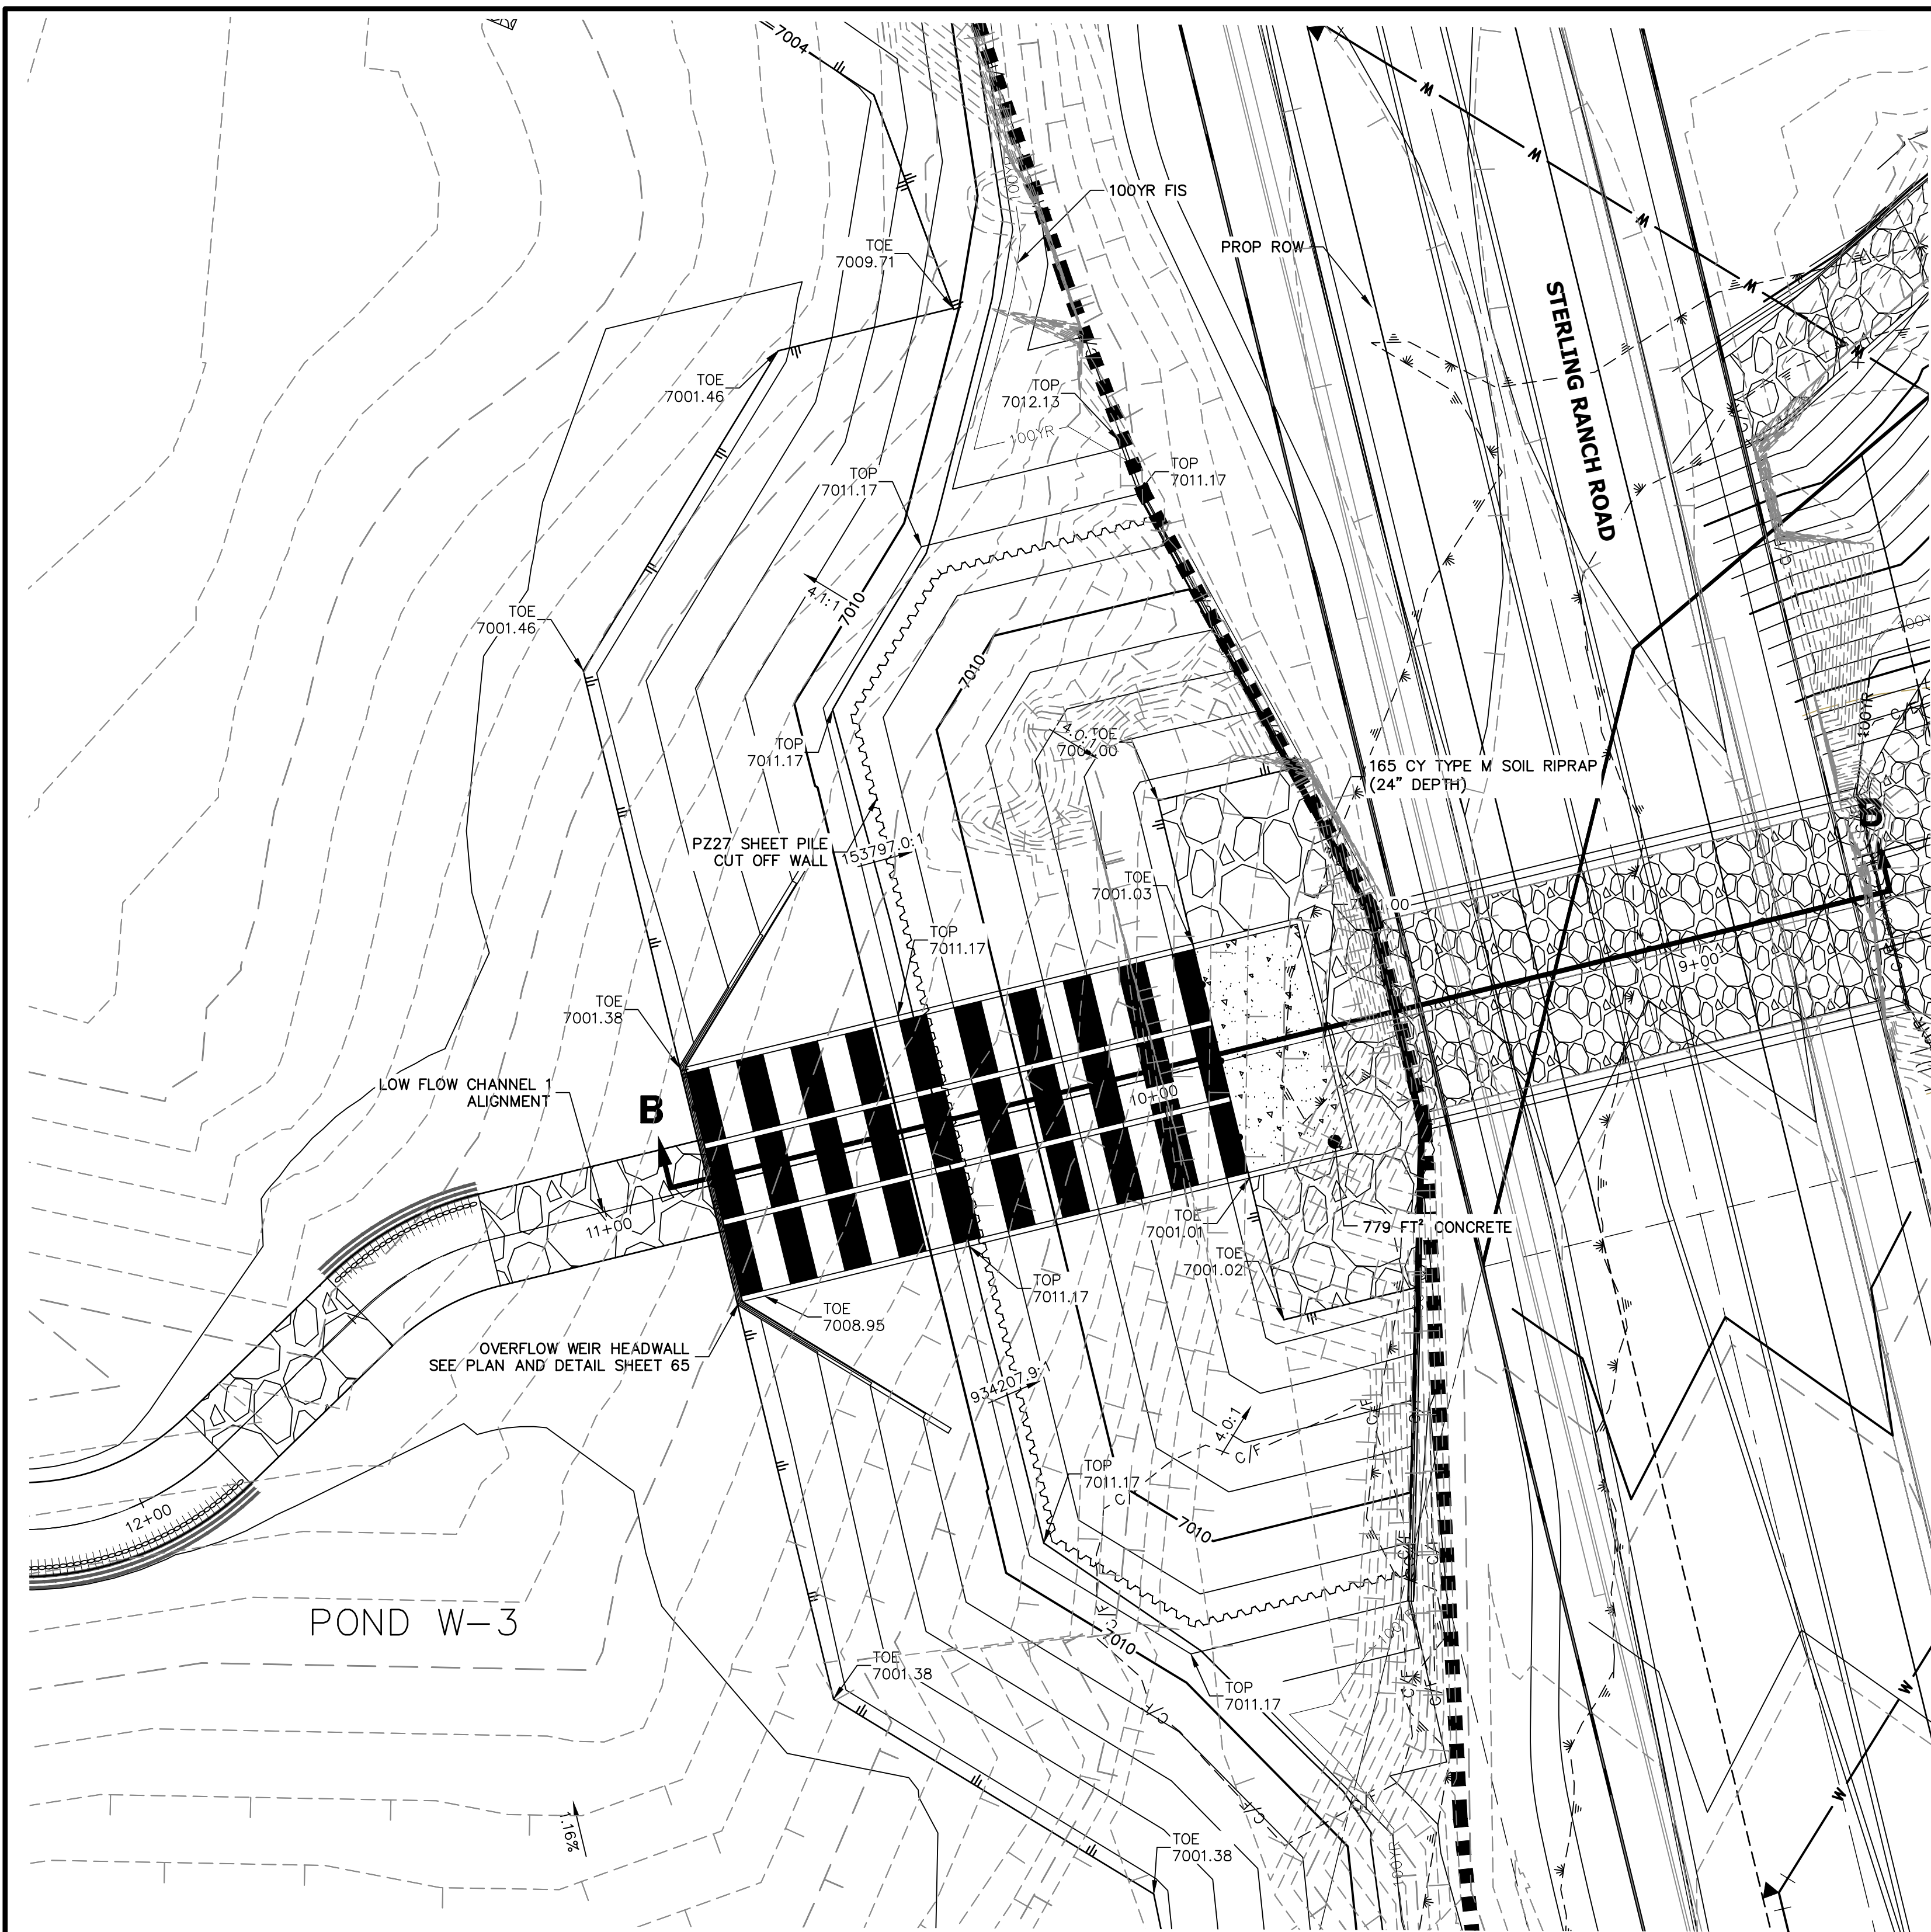 7004
100YR FIS
PROP ROW
STERLING RANCH ROAD
W
W
W
W
W
TOE
7009.71
TOE
7001.46
TOP
7012.13
100YR
100YR
TOP
7011.17
TOP
7011.17
TOE
7001.46
4.1:1
7010
7010
C/F
TOP
7011.17
TOE
165 CY TYPE M SOIL RIPRAP
(24" DEPTH)
100YR
B
PZ27 SHEET PILE
CUT OFF WALL
153797.0:1
TOE
7001.03
TOP
7011.17
9+00
TOE
7001.38
LOW FLOW CHANNEL 1
ALIGNMENT
B
10+00
11+00
TOE
7001.01
779 FT² CONCRETE
TOE
7001.02
TOP
7011.17
TOE
7008.95
OVERFLOW WEIR HEADWALL
SEE PLAN AND DETAIL SHEET 65
934207.9:1
4.0:1
C/F
C/F
TOP
7011.17
7010
12+00
POND W-3
C/F
7010
TOE
7001.38
TOP
7011.17
C/F
C/F
C/F
C/F
W
W
1.16%
TOE
7001.38
100YR